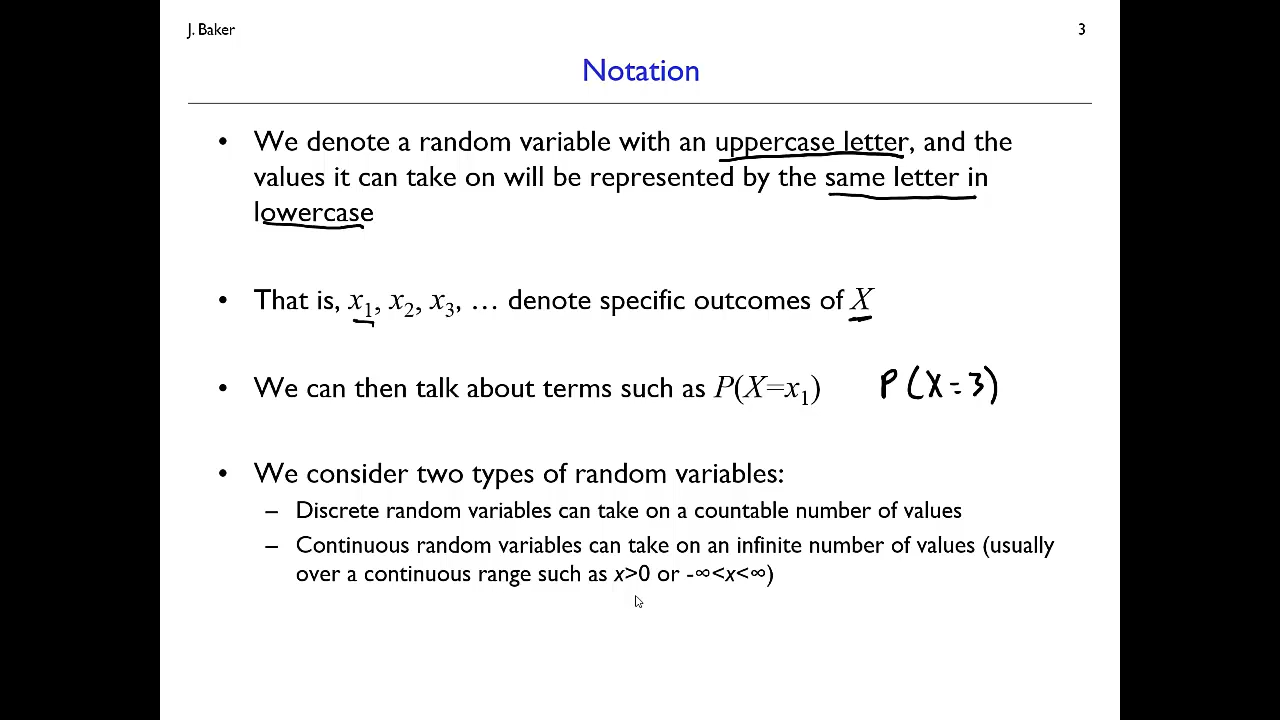 J. Baker
3
Notation
• We denote a random variable with an uppercase letter, and the
values it can take on will be represented by the same letter in
lowercase
• That is, x₁, x₂, x₃, … denote specific outcomes of X
• We can then talk about terms such as P(X=x₁) P(X=3)
• We consider two types of random variables:
– Discrete random variables can take on a countable number of values
– Continuous random variables can take on an infinite number of values (usually
over a continuous range such as x>0 or -∞<x<∞)